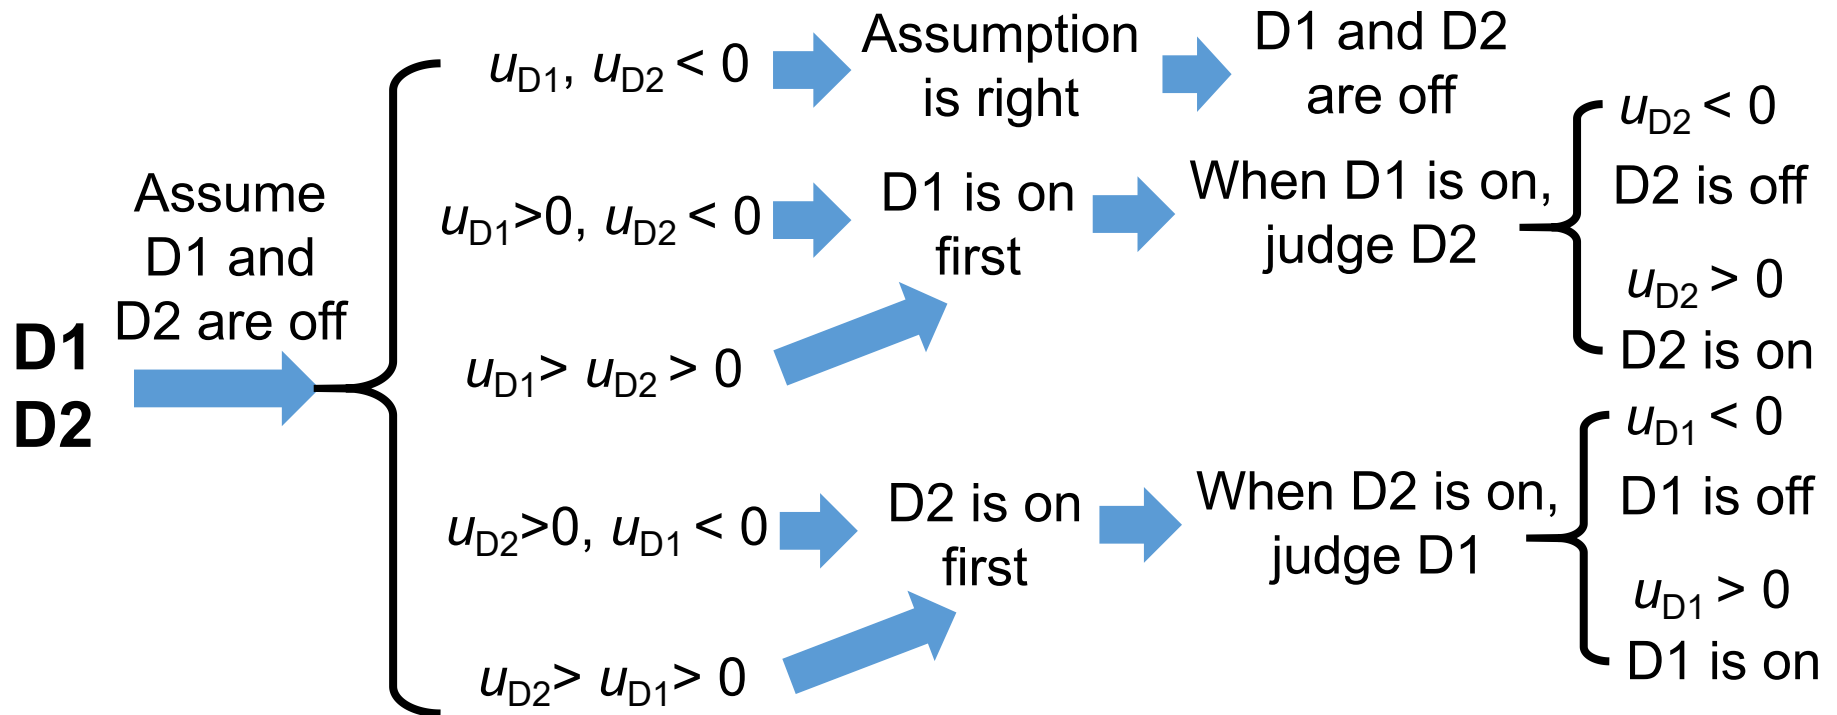 D1
D2
Assume
D1 and
D2 are off
uD1, uD2 < 0
Assumption
is right
D1 and D2
are off
uD1>0, uD2 < 0
D1 is on
first
When D1 is on,
judge D2
uD2 < 0
D2 is off
uD2 > 0
D2 is on
uD1> uD2 > 0
uD2>0, uD1 < 0
D2 is on
first
When D2 is on,
judge D1
uD1 < 0
D1 is off
uD1 > 0
D1 is on
uD2> uD1> 0